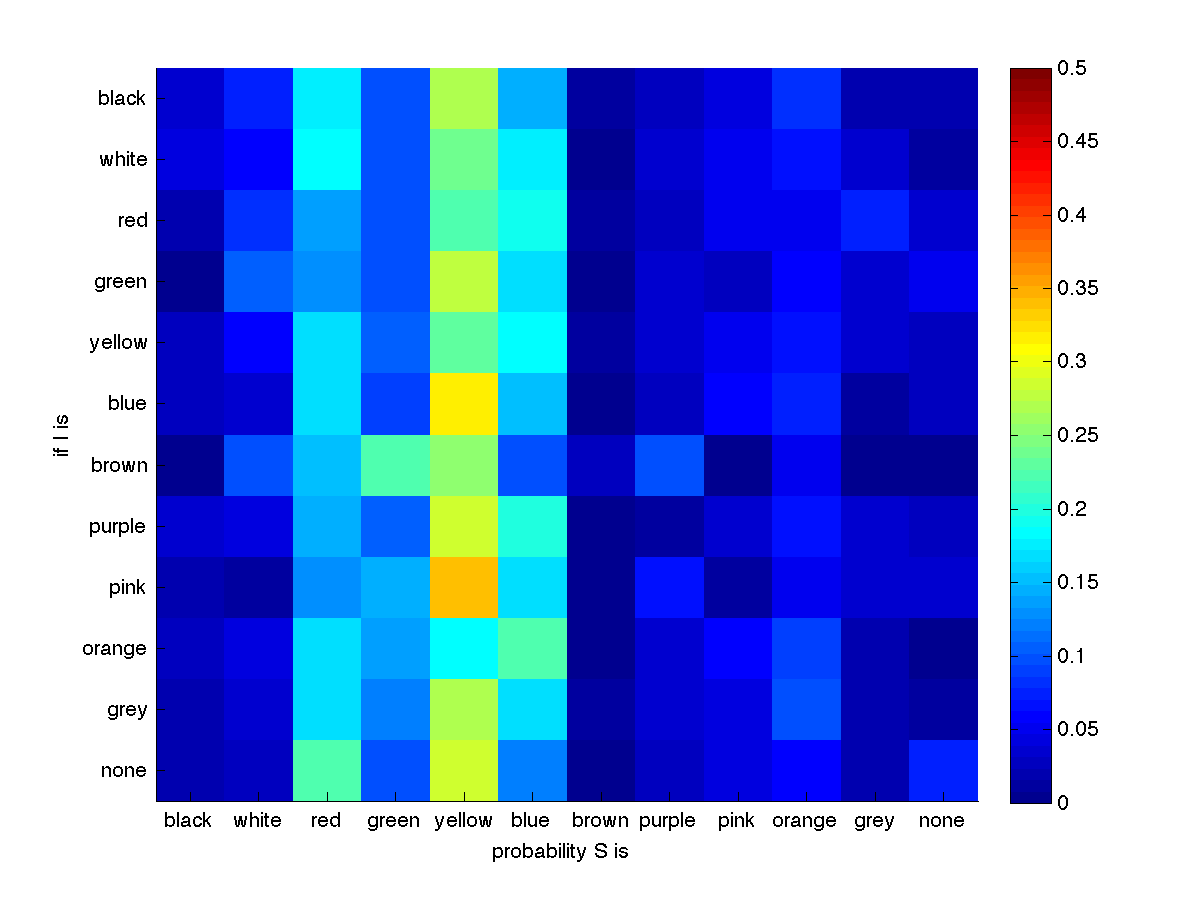 if I is
black
white
red
green
yellow
blue
brown
purple
pink
orange
grey
none
black white red green yellow blue brown purple pink orange grey none
probability S is
0.5
0.45
0.4
0.35
0.3
0.25
0.2
0.15
0.1
0.05
0